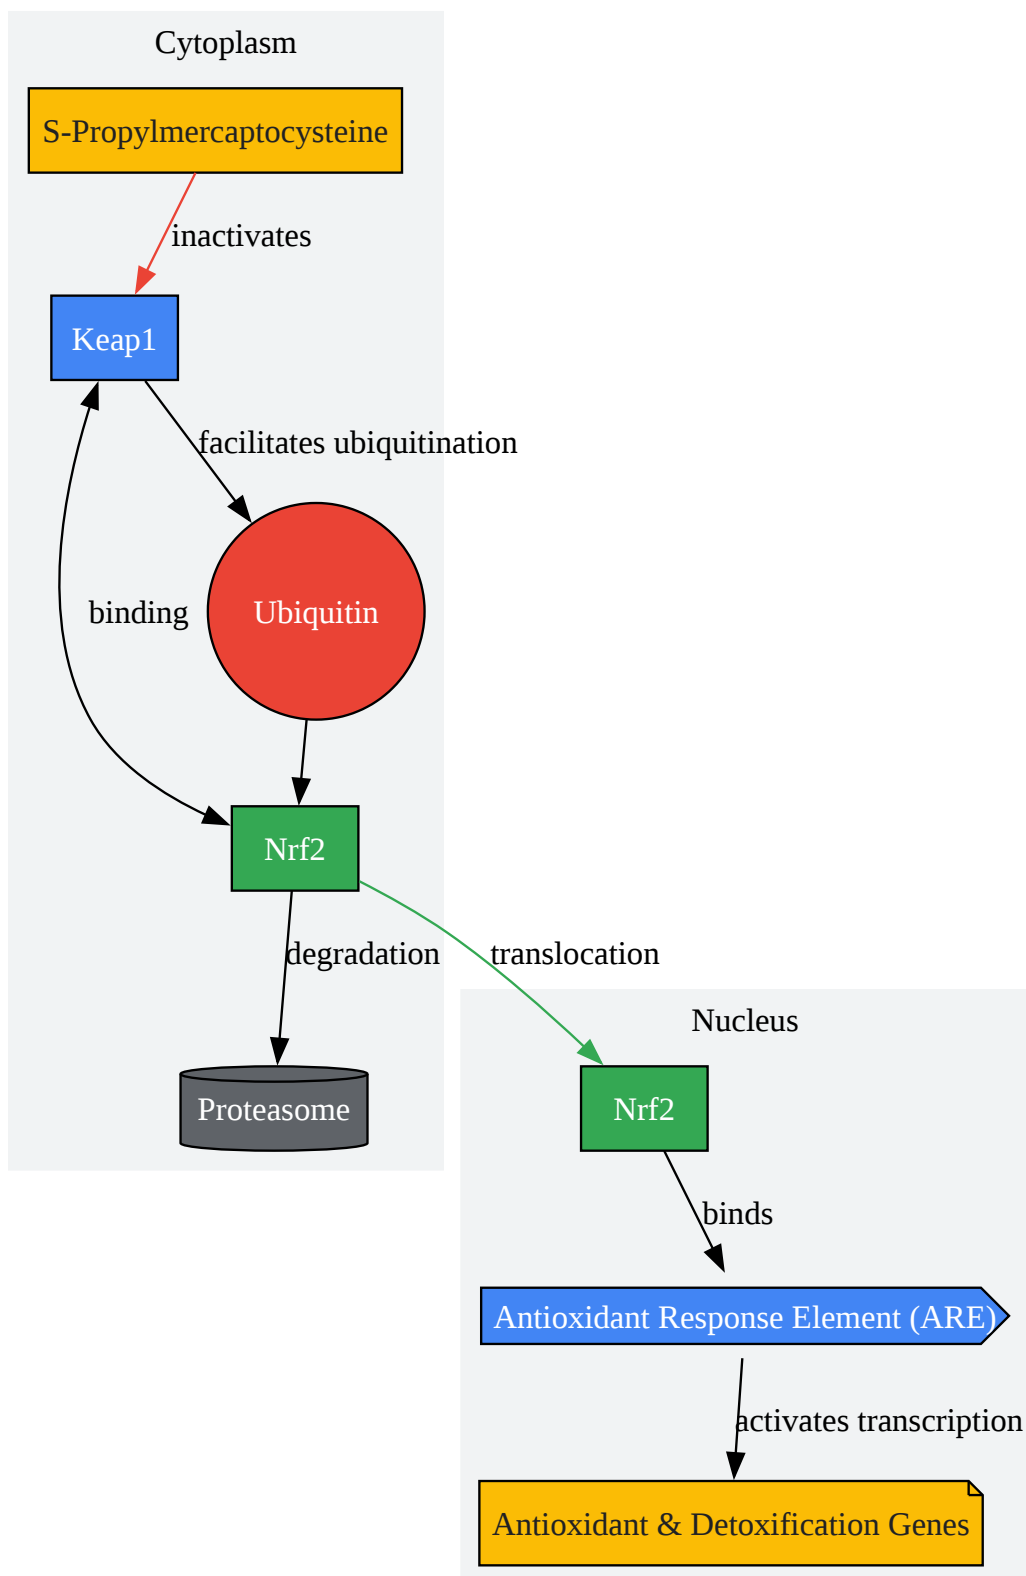 Cytoplasm
S-Propylmercaptocysteine
inactivates
Keap1
facilitates ubiquitination
binding
Ubiquitin
Nrf2
degradation
translocation
Nucleus
Proteasome
Nrf2
binds
Antioxidant Response Element (ARE)
activates transcription
Antioxidant & Detoxification Genes